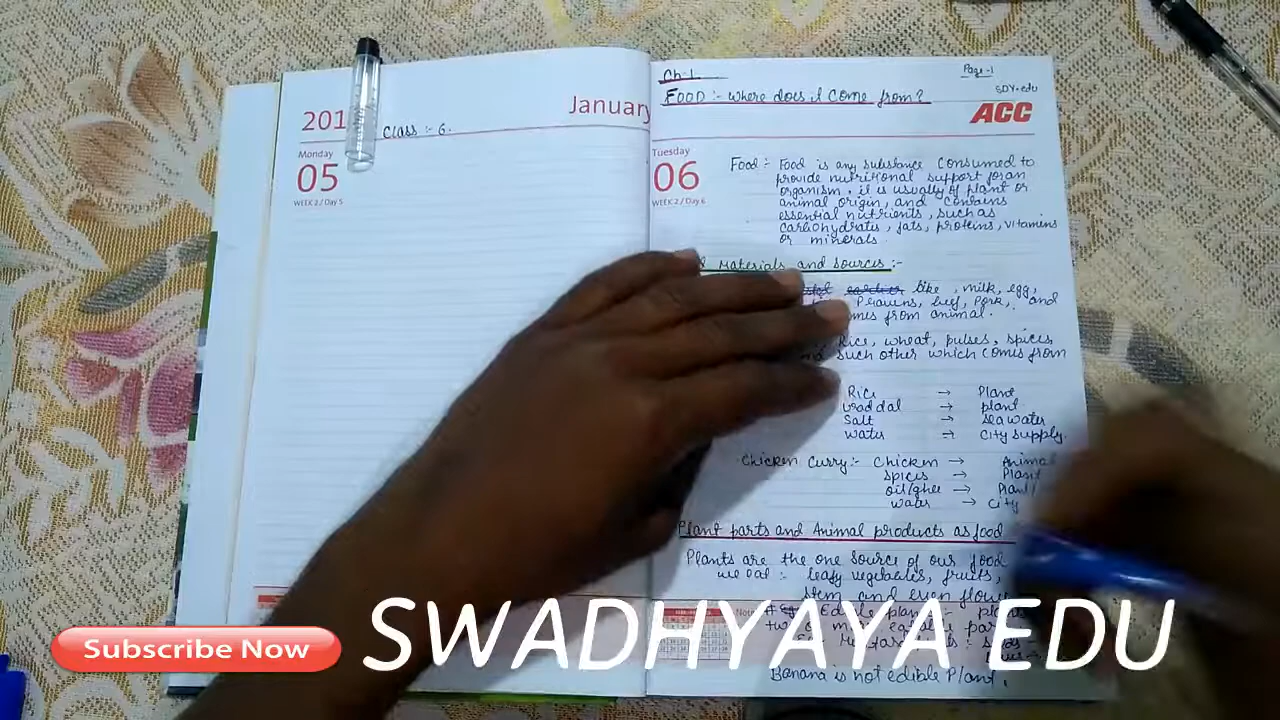 201
January
Class :- 6.
Monday
05
WEEK 2 / Day 5
Ch-1.
Page-1
SDY.edu
FOOD :- Where does it come from?
ACC
Tuesday
06
WEEK 2 / Day 6
Food :- Food is any substance consumed to
provide nutritional support for an
organism. it is usually of plant or
animal origin, and contains
essential nutrients, such as
carbohydrates, fats, proteins, vitamins
or minerals.
Materials and sources :-
like, milk, egg,
Prawns, beef, Pork, and
comes from animal.
Rice, wheat, pulses, spices
such other which comes from
Rice → Plant
urad dal → plant
Salt → sea water
water → City supply.
Chicken Curry :- Chicken → Animal
spices → Plant
oil/ghee → Plant/
water → city
Plant parts and Animal products as food
Plants are the one source of our food
we eat :- leafy vegetables, fruits,
stem and even flowe
Edible plant :-
two or more
Banana is not edible Plant.
Subscribe Now
SWADHYAYA EDU